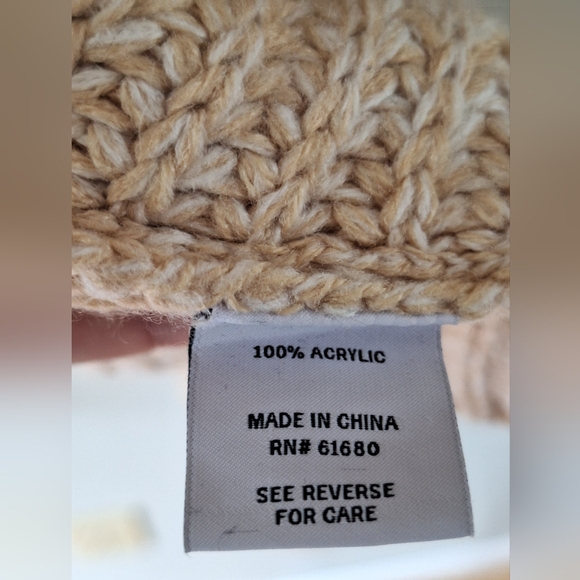 100% ACRYLIC
MADE IN CHINA
RN# 61680
SEE REVERSE
FOR CARE